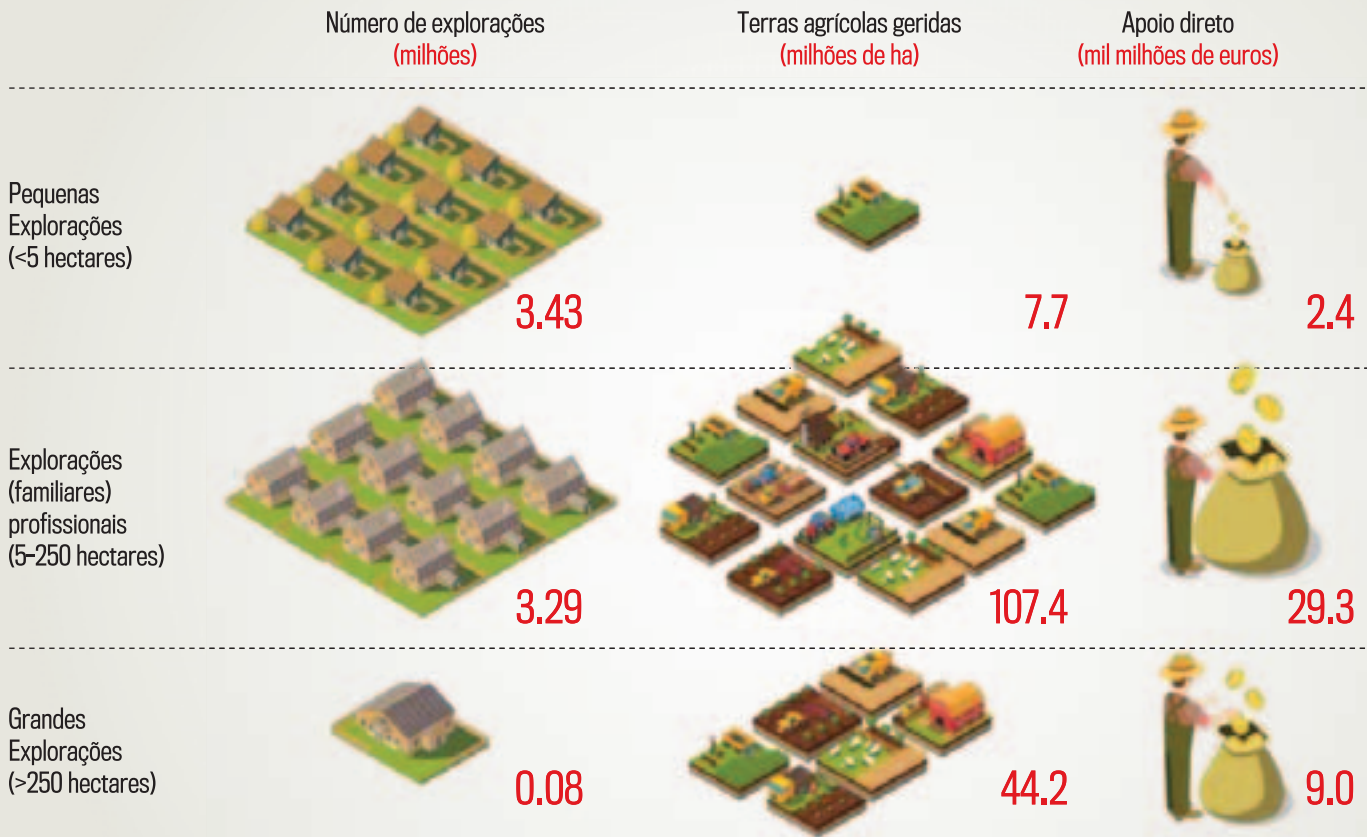 Número de explorações
(milhões)
Terras agrícolas geridas
(milhões de ha)
Apoio direto
(mil milhões de euros)
Pequenas
Explorações
(<5 hectares)
3.43
7.7
2.4
Explorações
(familiares)
profissionais
(5-250 hectares)
3.29
107.4
29.3
Grandes
Explorações
(>250 hectares)
0.08
44.2
9.0